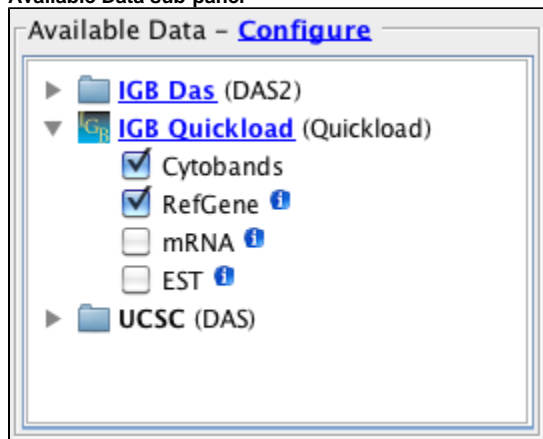 Available Data sub-panel
Available Data – Configure
IGB Das (DAS2)
IGB IGB Quickload (Quickload)
Cytobands
RefGene i
mRNA i
EST i
UCSC (DAS)